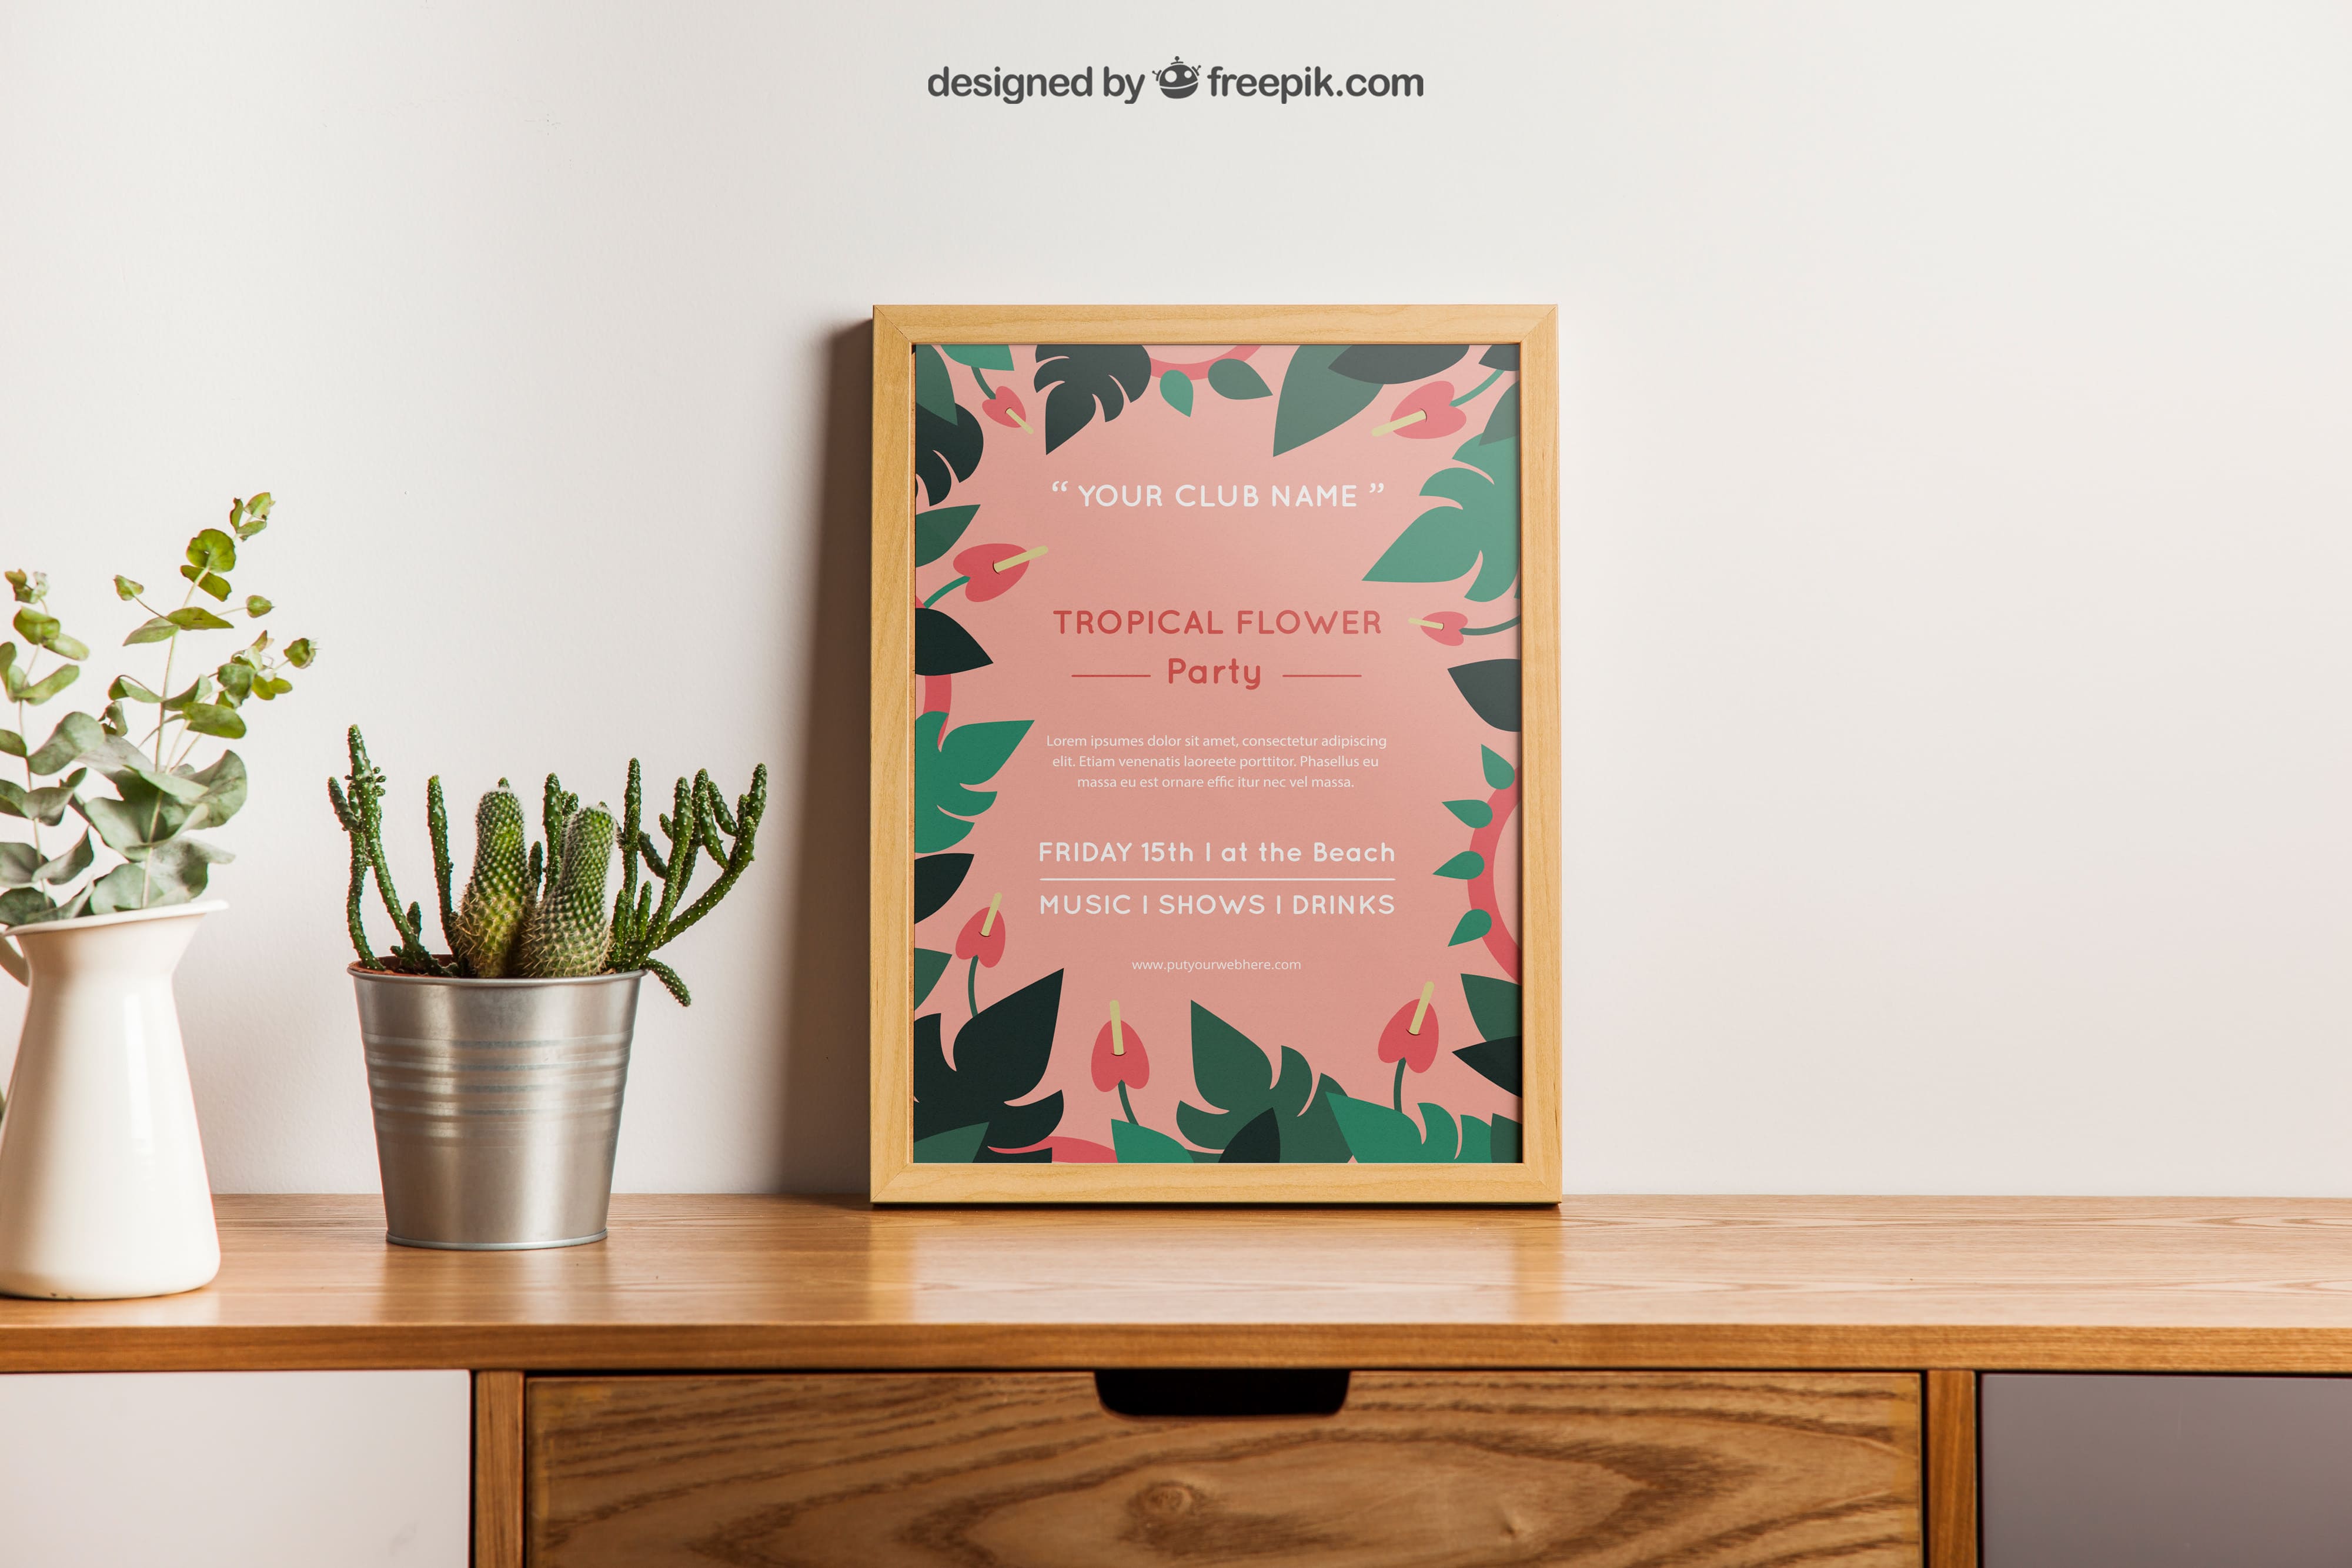 designed by freepik.com
“ YOUR CLUB NAME ”
TROPICAL FLOWER
Party
Lorem ipsumes dolor sit amet, consectetur adipiscing
elit. Etiam venenatis laoreete porttitor. Phasellus eu
massa eu est ornare effic itur nec vel massa.
FRIDAY 15th | at the Beach
MUSIC | SHOWS | DRINKS
www.putyourwebhere.com